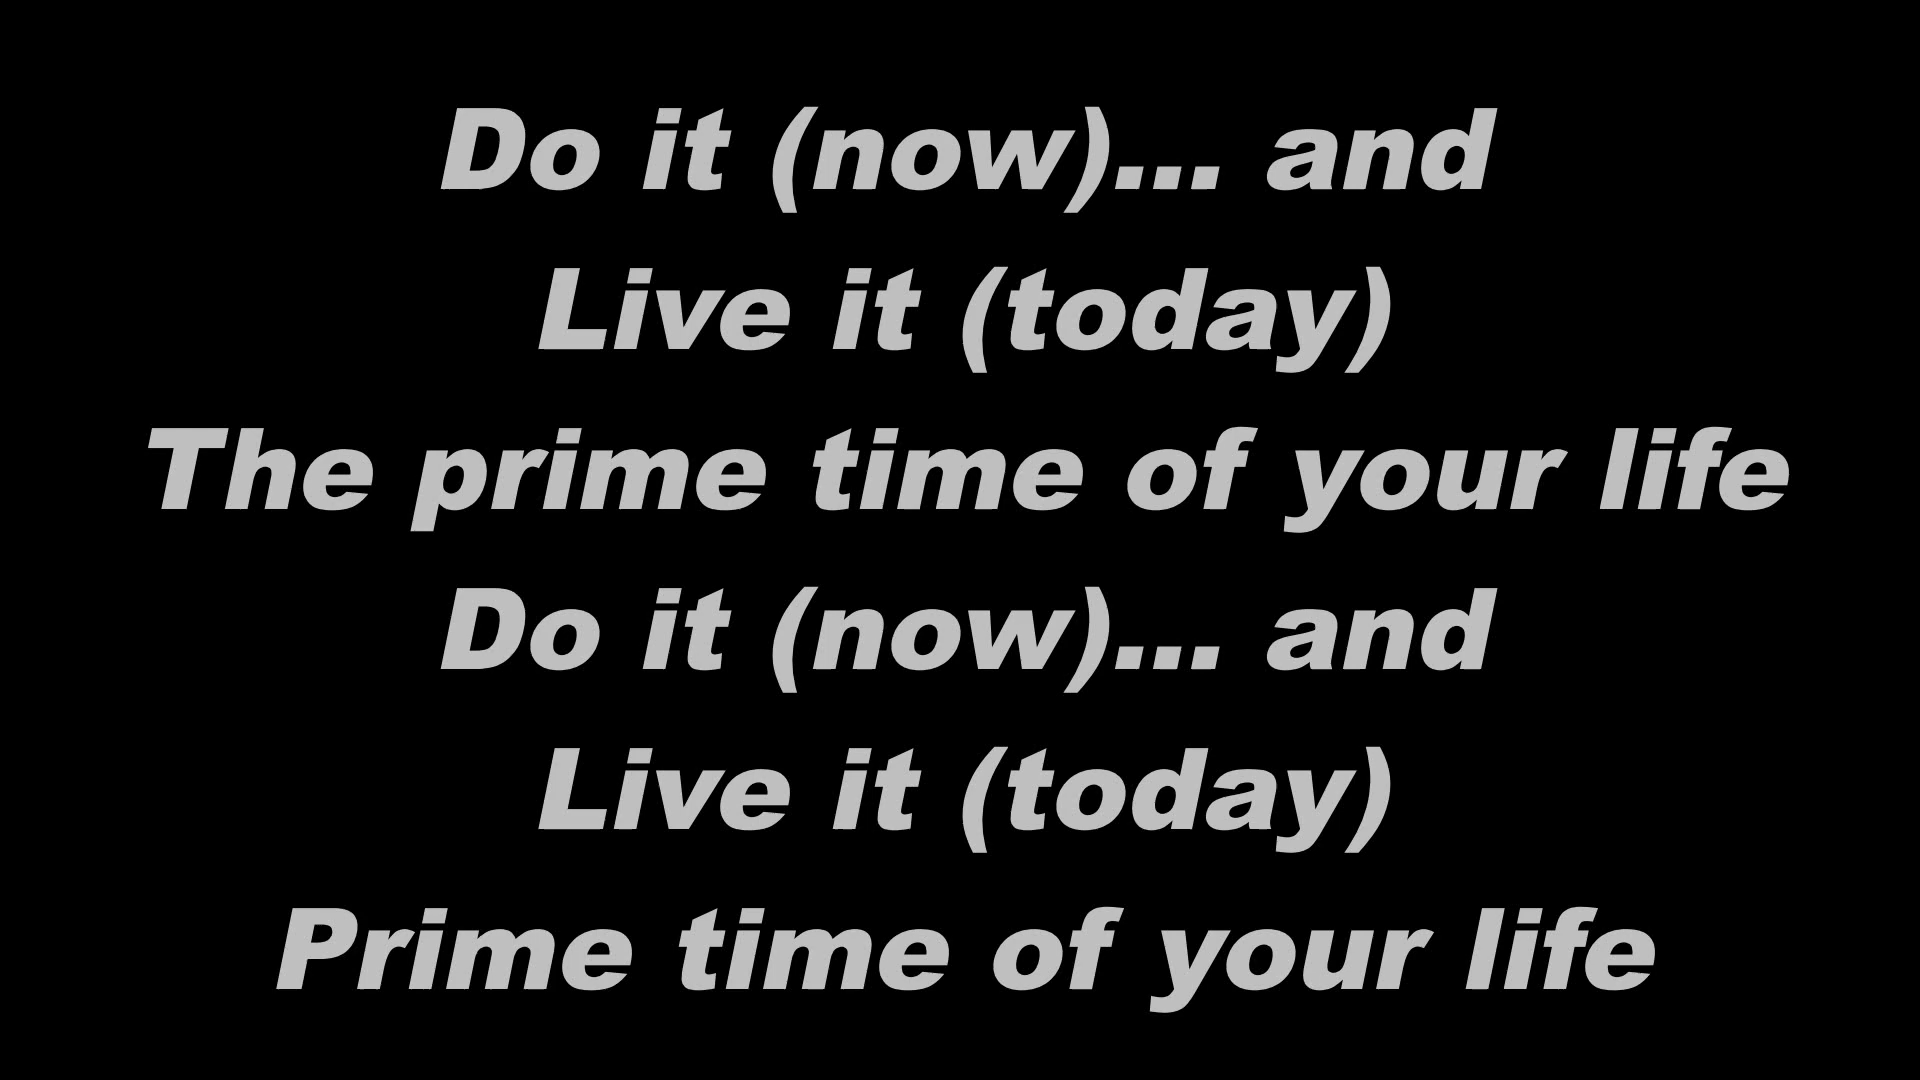 Do it (now)... and
Live it (today)
The prime time of your life
Do it (now)... and
Live it (today)
Prime time of your life